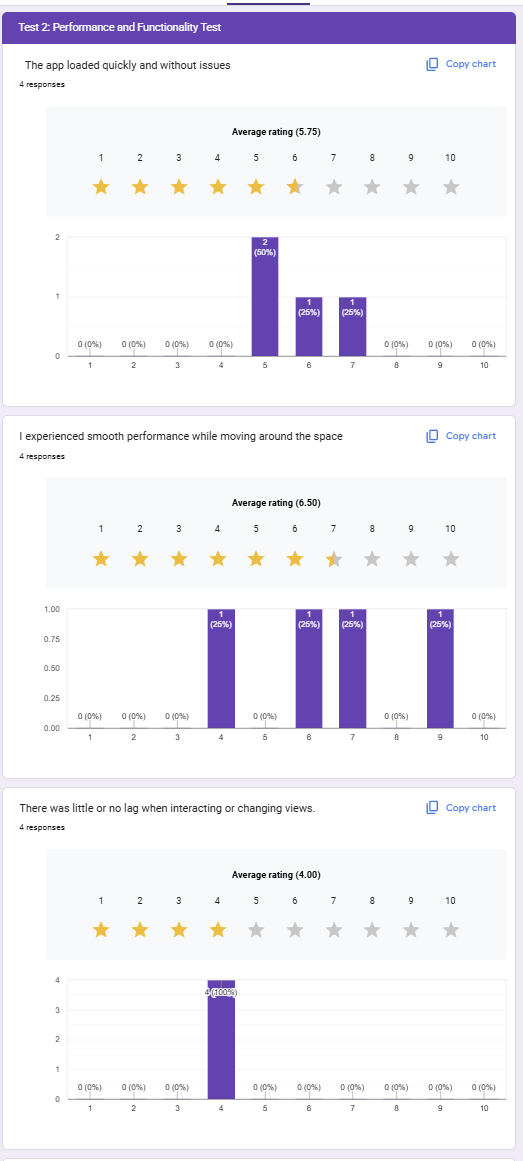 Test 2: Performance and Functionality Test
The app loaded quickly and without issues
Copy chart
4 responses
Average rating (5.75)
1 2 3 4 5 6 7 8 9 10
2
2
(50%)
1
1
(25%)
1
(25%)
0 (0%) 0 (0%) 0 (0%) 0 (0%) 0 (0%) 0 (0%) 0 (0%)
0
1 2 3 4 5 6 7 8 9 10
I experienced smooth performance while moving around the space
Copy chart
4 responses
Average rating (6.50)
1 2 3 4 5 6 7 8 9 10
1.00
1 1 1 1
(25%) (25%) (25%) (25%)
0.75
0.50
0.25
0 (0%) 0 (0%) 0 (0%) 0 (0%) 0 (0%) 0 (0%)
0.00
1 2 3 4 5 6 7 8 9 10
There was little or no lag when interacting or changing views.
Copy chart
4 responses
Average rating (4.00)
1 2 3 4 5 6 7 8 9 10
4
4 (100%)
3
2
1
0 (0%) 0 (0%) 0 (0%) 0 (0%) 0 (0%) 0 (0%) 0 (0%) 0 (0%) 0 (0%)
0
1 2 3 4 5 6 7 8 9 10